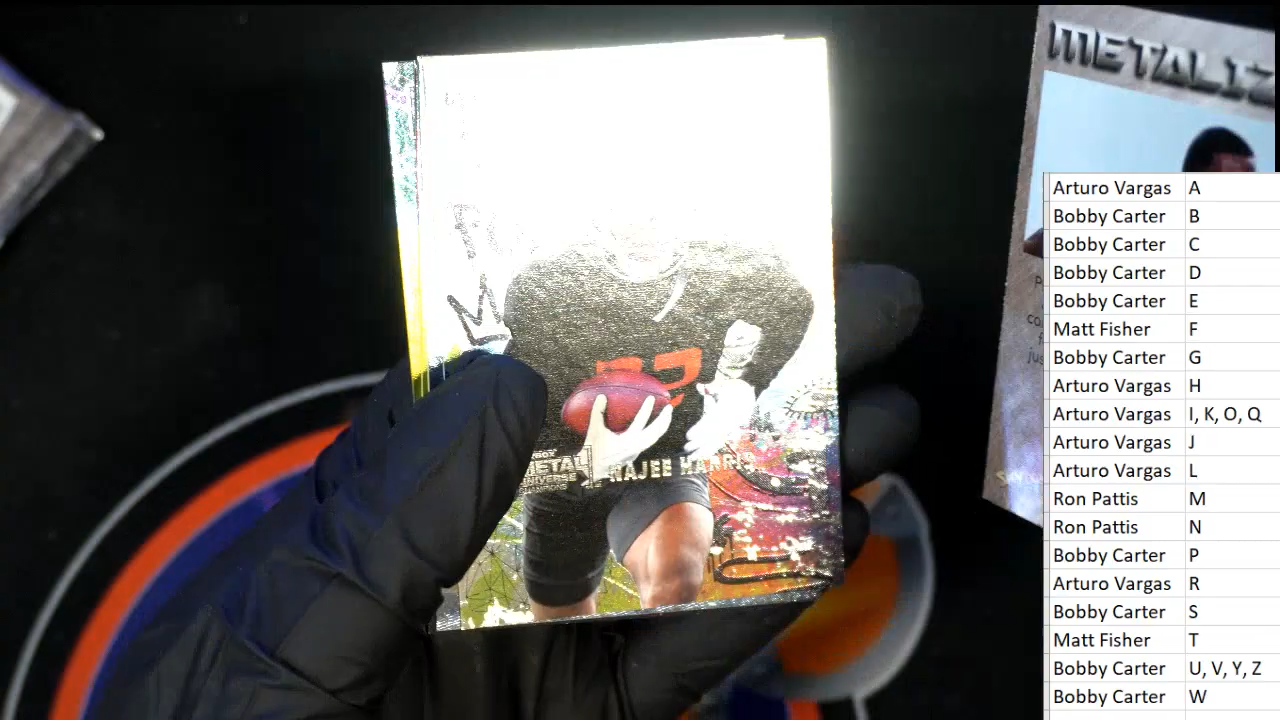 METALIZ
Arturo Vargas A
Bobby Carter B
Bobby Carter C
Bobby Carter D
Bobby Carter E
Matt Fisher F
Bobby Carter G
Arturo Vargas H
Arturo Vargas I, K, O, Q
Arturo Vargas J
Arturo Vargas L
Ron Pattis M
Ron Pattis N
Bobby Carter P
Arturo Vargas R
Bobby Carter S
Matt Fisher T
Bobby Carter U, V, Y, Z
Bobby Carter W
METAL
UNIVERSE
NAJEE HARRIS